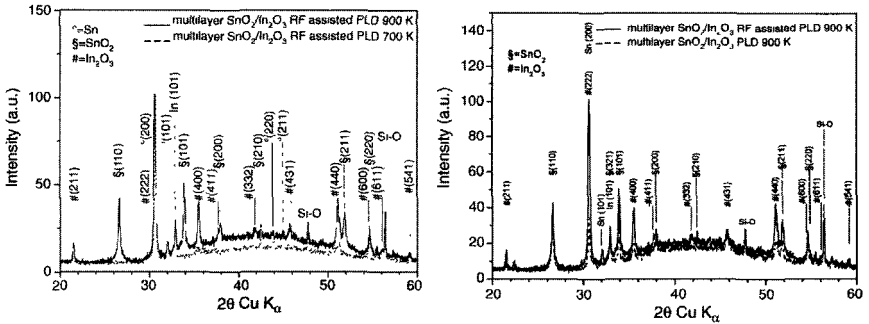 multilayer SnO2/In2O3 RF assisted PLD 900 K
multilayer SnO2/In2O3 RF assisted PLD 700 K
°=Sn
§=SnO2
#=In2O3
Intensity (a.u.)
150
100
50
0
20
30
40
50
60
2θ Cu Kα
#(211)
§(110)
#(222)
°(200)
°(101)
In (101)
§(101)
#(400)
#(411)
§(200)
#(332)
§(210)
°(220)
°(211)
#(431)
Si-O
#(440)
§(211)
#(600)
§(220)
#(611)
Si-O
#(541)
multilayer SnO2/In2O3 RF assisted PLD 900 K
multilayer SnO2/In2O3 PLD 900 K
§=SnO2
#=In2O3
Intensity (a.u.)
140
120
100
80
60
40
20
0
20
30
40
50
60
2θ Cu Kα
#(211)
§(110)
#(222)
Sn (200)
Sn (101)
In (101)
§(321)
§(101)
#(400)
#(411)
§(200)
#(332)
§(210)
#(431)
Si-O
#(440)
§(211)
#(600)
§(220)
#(611)
Si-O
#(541)